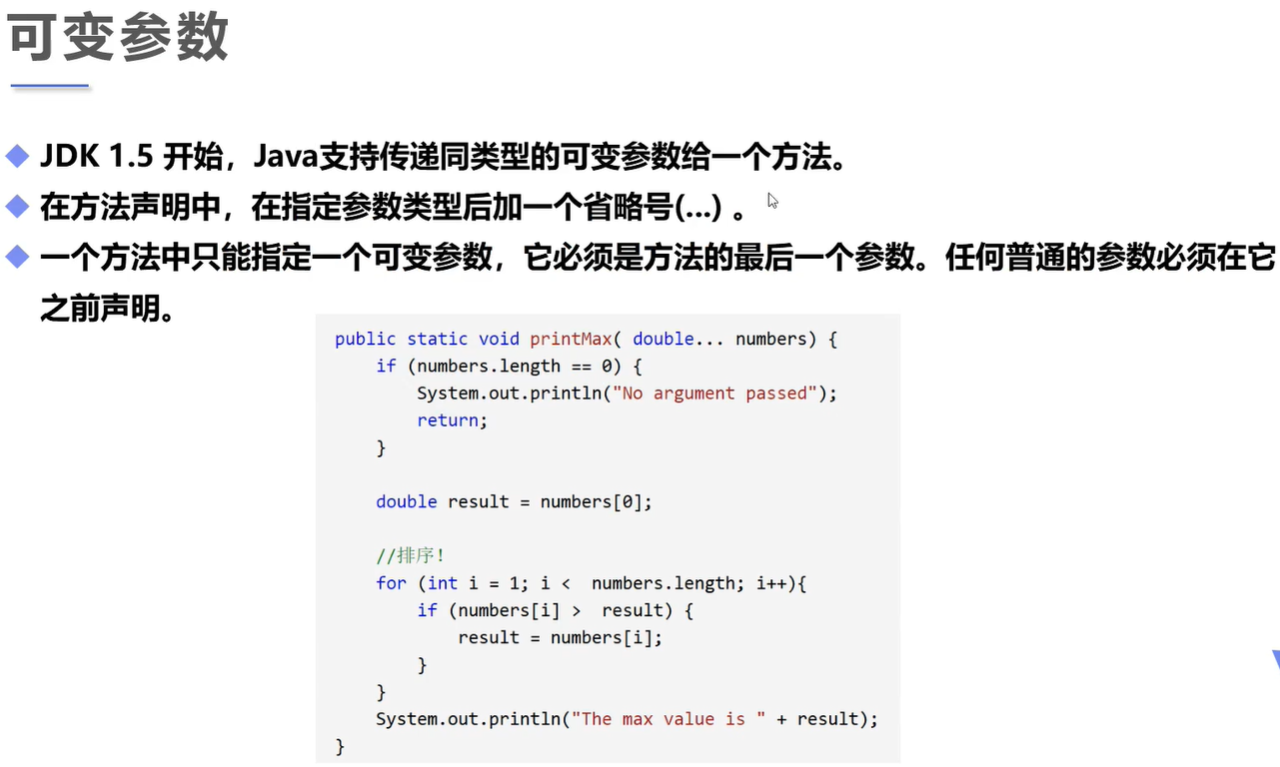 可变参数
JDK 1.5 开始，Java支持传递同类型的可变参数给一个方法。
在方法声明中，在指定参数类型后加一个省略号(...) 。
一个方法中只能指定一个可变参数，它必须是方法的最后一个参数。任何普通的参数必须在它
之前声明。
public static void printMax( double... numbers) {
    if (numbers.length == 0) {
        System.out.println("No argument passed");
        return;
    }
    double result = numbers[0];
    //排序！
    for (int i = 1; i <  numbers.length; i++){
        if (numbers[i] >  result) {
            result = numbers[i];
        }
    }
    System.out.println("The max value is " + result);
}